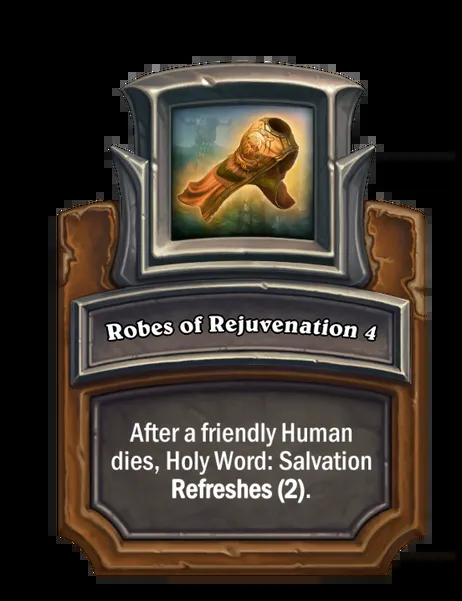 Robes of Rejuvenation 4
After a friendly Human
dies, Holy Word: Salvation
Refreshes (2).